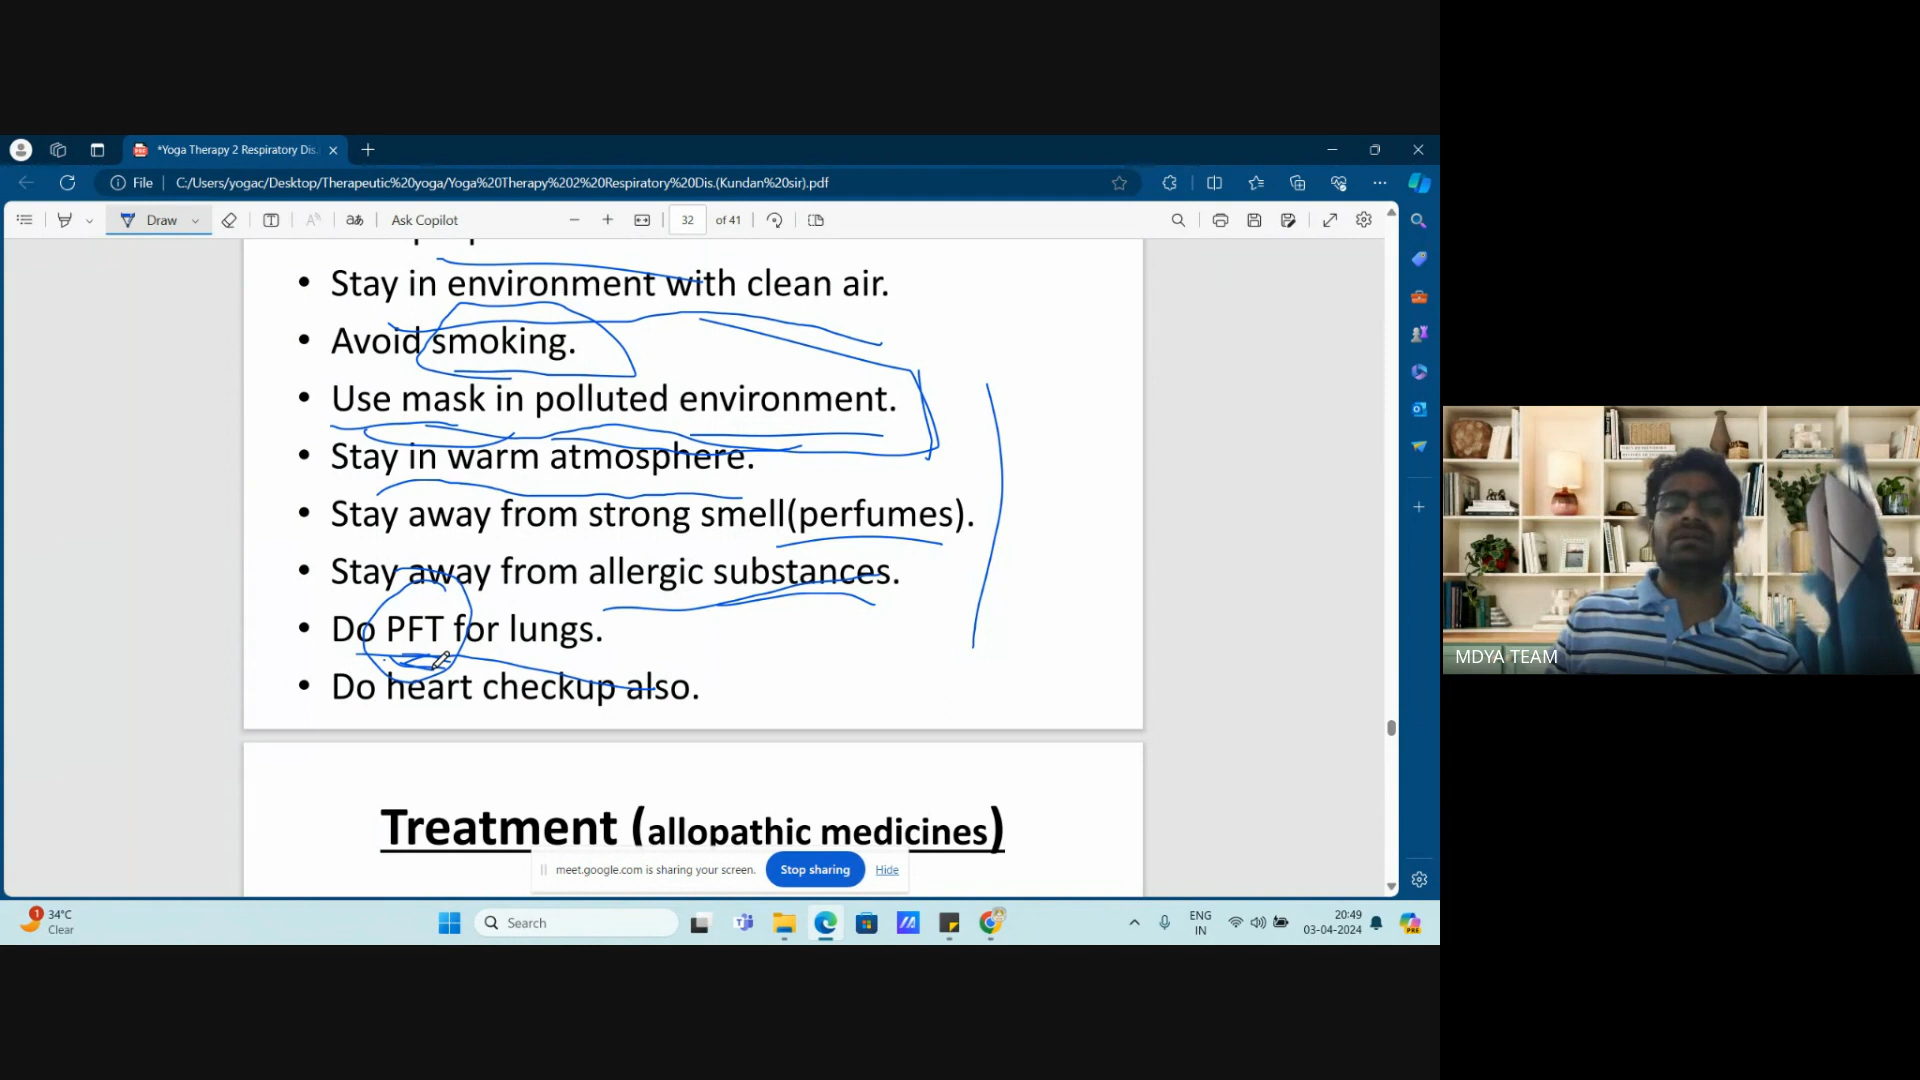 *Yoga Therapy 2 Respiratory Dis.
File
C:/Users/yogac/Desktop/Therapeutic%20yoga/Yoga%20Therapy%202%20Respiratory%20Dis.(Kundan%20sir).pdf
Draw
aあ
Ask Copilot
32 of 41
• Stay in environment with clean air.
• Avoid smoking.
• Use mask in polluted environment.
• Stay in warm atmosphere.
• Stay away from strong smell(perfumes).
• Stay away from allergic substances.
• Do PFT for lungs.
• Do heart checkup also.
Treatment (allopathic medicines)
meet.google.com is sharing your screen.
Stop sharing
Hide
MDYA TEAM
1
34°C
Clear
Search
ENG
IN
20:49
03-04-2024
PRE